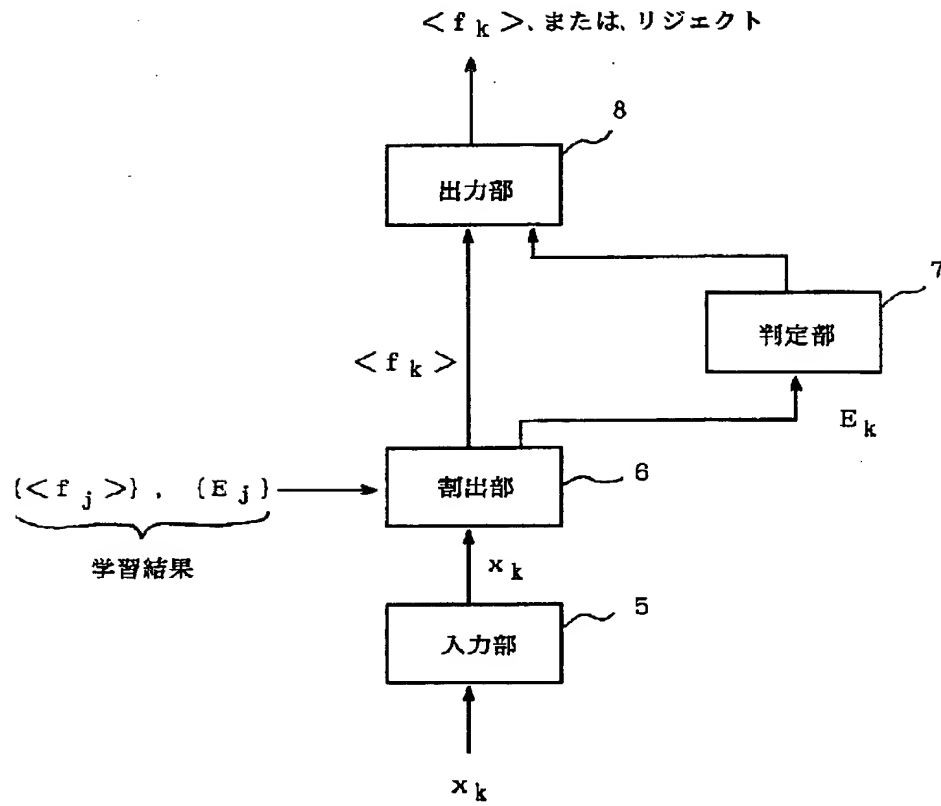 <f k>、または、リジェクト
8
出力部
7
判定部
<f k>
E k
{<f j>}, {E j}
割出部
6
学習結果
x k
5
入力部
x k